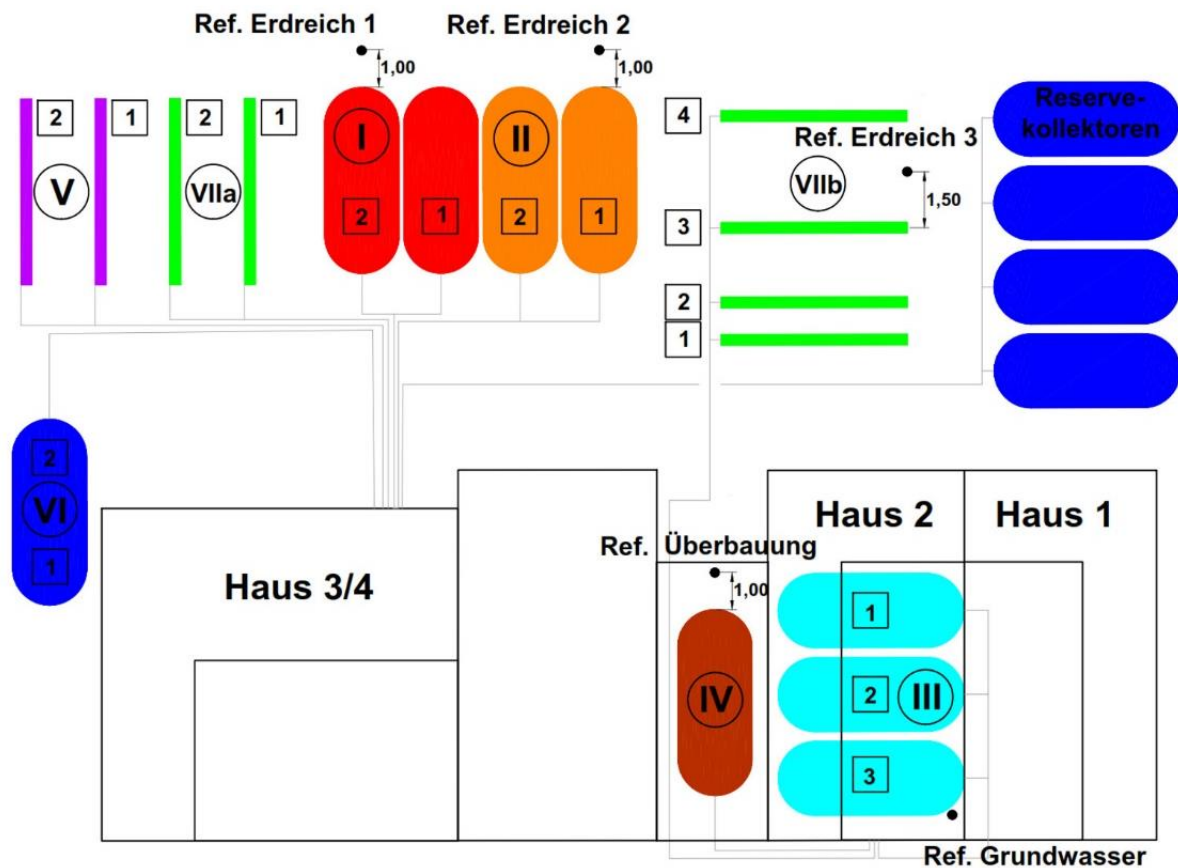 Ref. Erdreich 1
Ref. Erdreich 2
1,00
1,00
2
1
2
1
4
Reserve-
kollektoren
I
II
Ref. Erdreich 3
V
VIIa
VIIb
1,50
2
1
2
1
3
2
1
2
VI
1
Haus 2
Haus 1
Ref. Überbauung
Haus 3/4
1,00
1
IV
2
III
3
Ref. Grundwasser